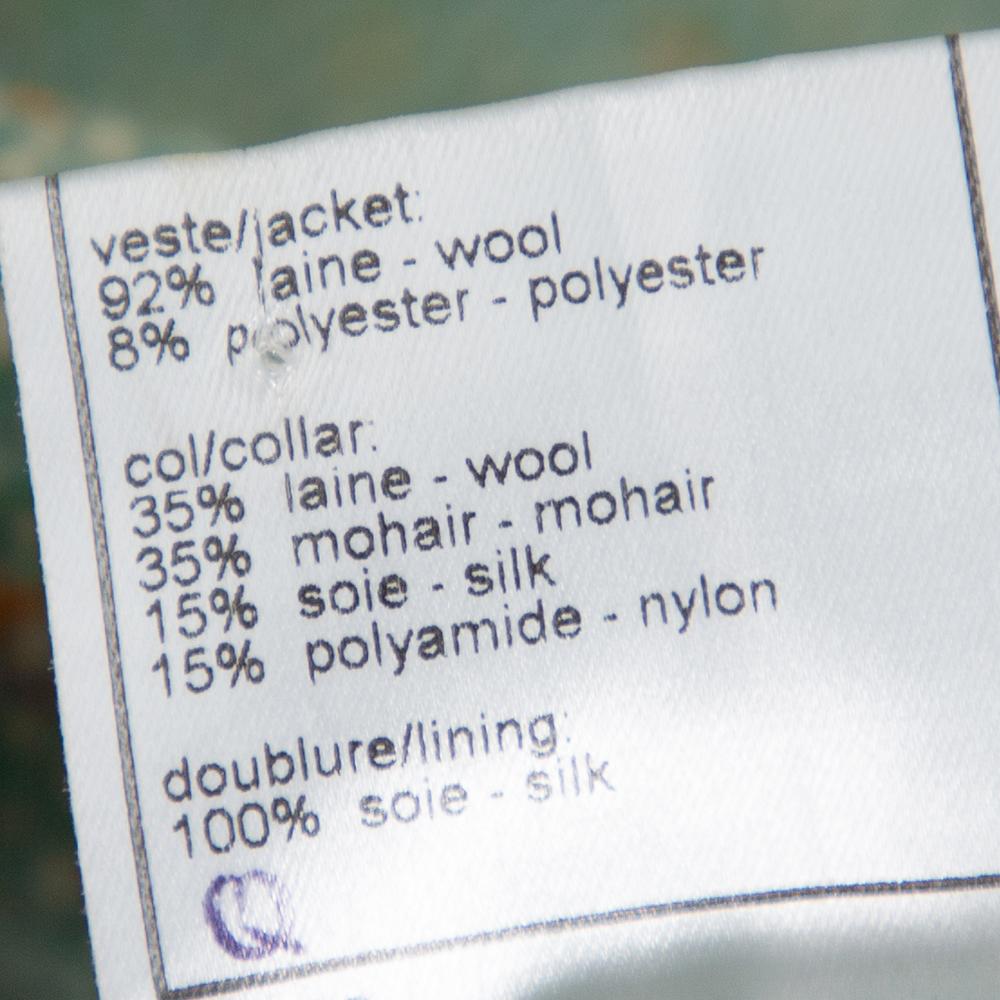 veste/jacket:
92% laine - wool
8% polyester - polyester
col/collar:
35% laine - wool
35% mohair - mohair
15% soie - silk
15% polyamide - nylon
doublure/lining:
100% soie - silk
Q